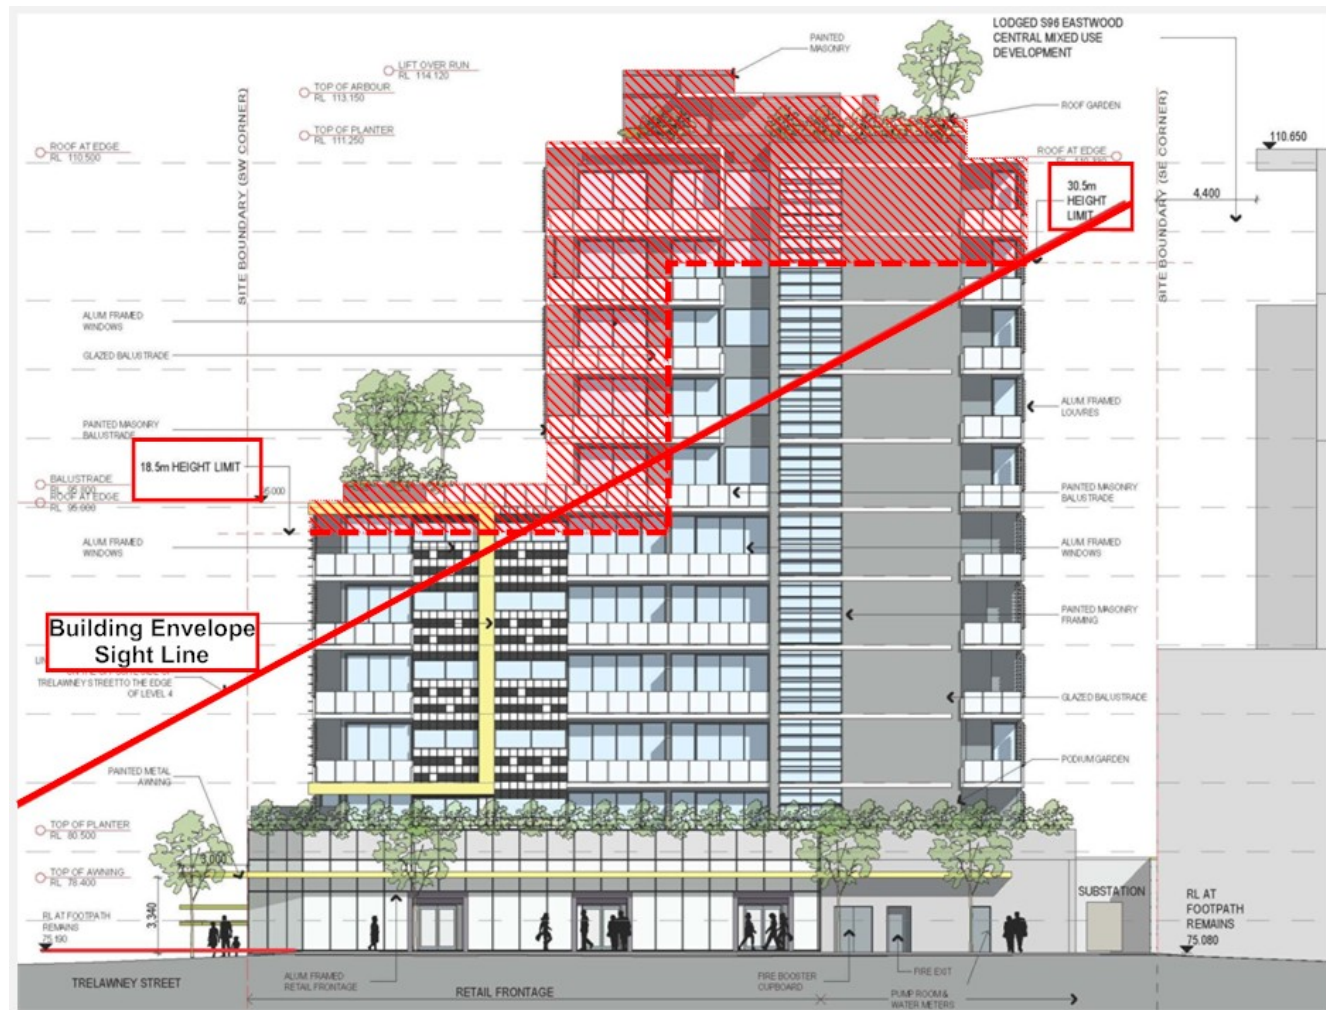 LODGED S96 EASTWOOD
CENTRAL MIXED USE
DEVELOPMENT
PAINTED
MASONRY
LIFT OVER RUN
RL 114.120
TOP OF ARBOUR
RL 113.150
ROOF GARDEN
TOP OF PLANTER
RL 111.250
110.650
ROOF AT EDGE
RL 110.500
ROOF AT EDGE
SITE BOUNDARY (SW CORNER)
SITE BOUNDARY (SE CORNER)
30.5m
HEIGHT
LIMIT
4,400
ALUM. FRAMED
WINDOWS
GLAZED BALUSTRADE
ALUM. FRAMED
LOUVRES
PAINTED MASONRY
BALUSTRADE
18.5m HEIGHT LIMIT
BALUSTRADE
RL 95.800
ROOF AT EDGE
RL 95.000
5.000
PAINTED MASONRY
BALUSTRADE
ALUM. FRAMED
WINDOWS
ALUM. FRAMED
WINDOWS
PAINTED MASONRY
FRAMING
Building Envelope
Sight Line
TRELAWNEY STREET TO THE EDGE
OF LEVEL 4
GLAZED BALUSTRADE
PODIUM GARDEN
PAINTED METAL
AWNING
TOP OF PLANTER
RL 80.500
3,000
TOP OF AWNING
RL 78.400
3,340
SUBSTATION
RL AT FOOTPATH
REMAINS
75.190
RL AT
FOOTPATH
REMAINS
75.080
TRELAWNEY STREET
ALUM. FRAMED
RETAIL FRONTAGE
RETAIL FRONTAGE
FIRE BOOSTER
CUPBOARD
FIRE EXIT
PUMP ROOM &
WATER METERS